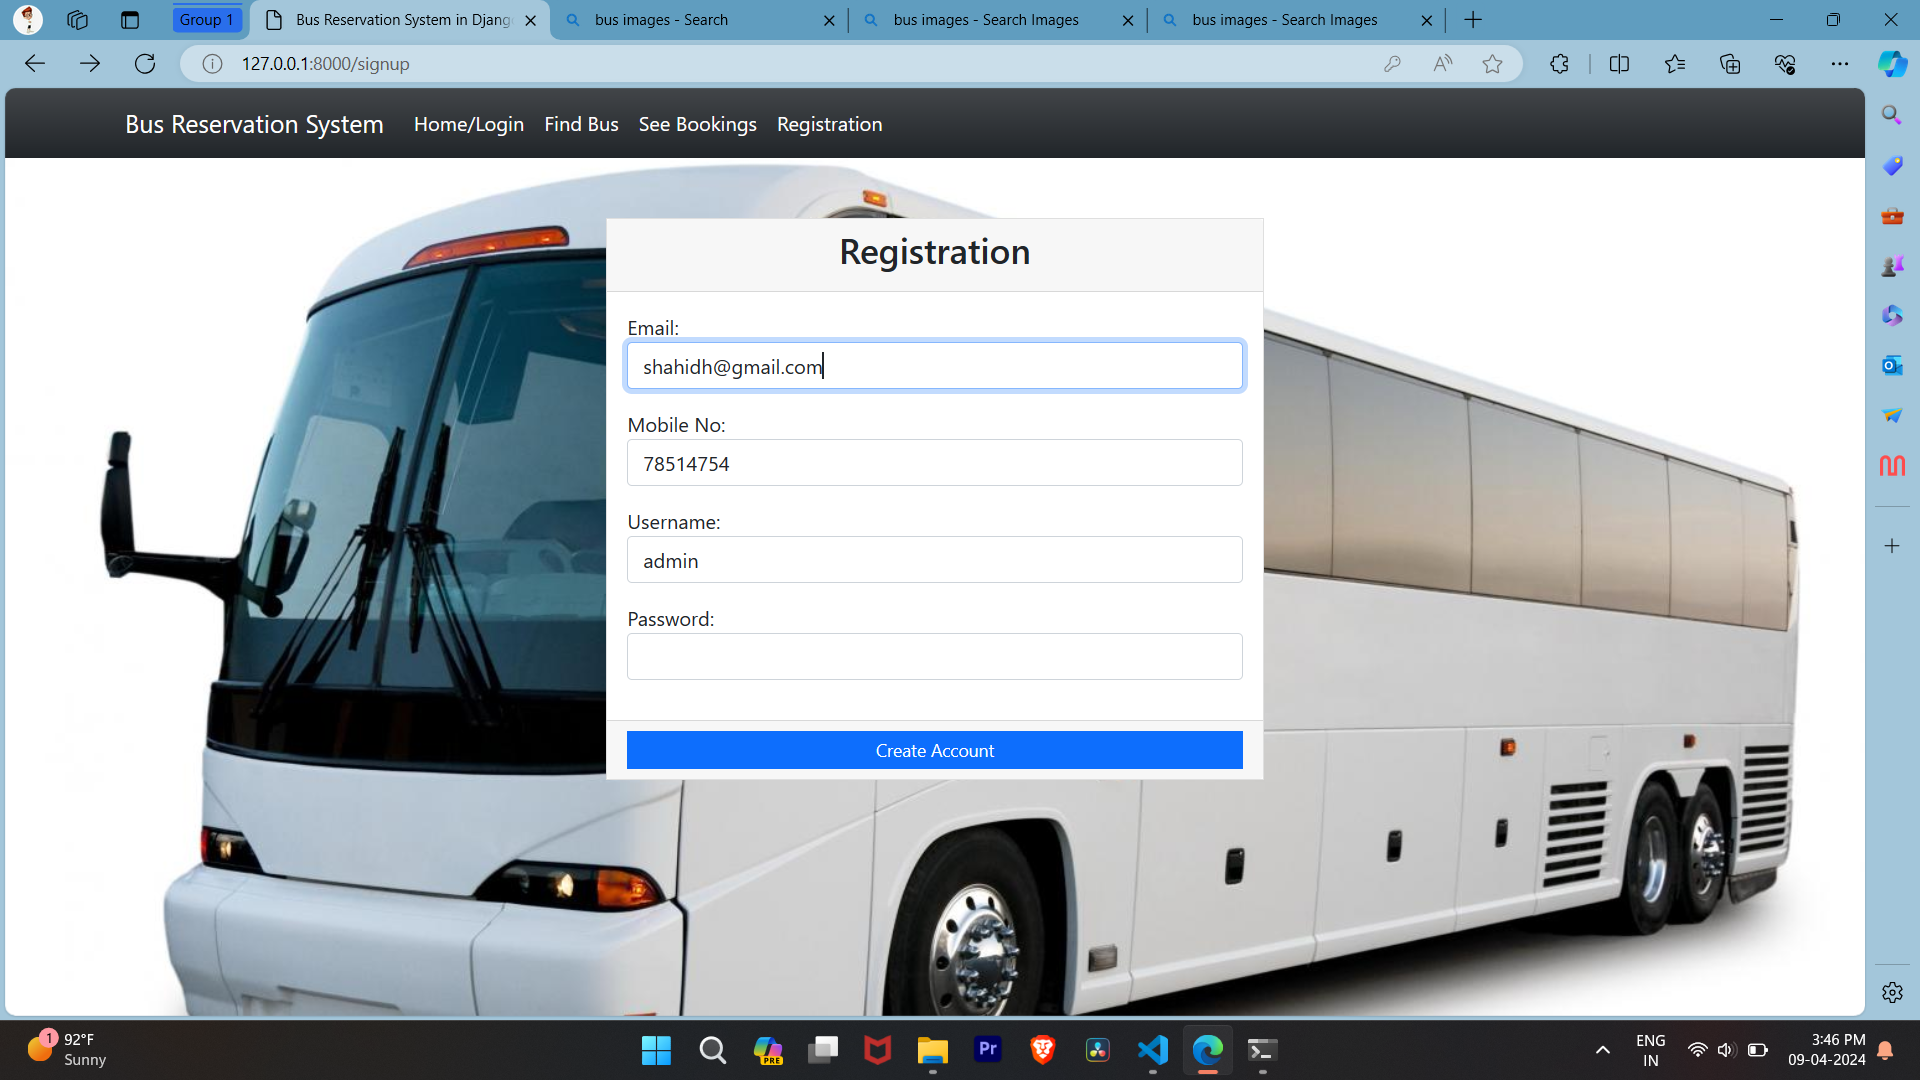 Group 1
Bus Reservation System in Djang
bus images - Search
bus images - Search Images
bus images - Search Images
127.0.0.1:8000/signup
Bus Reservation System
Home/Login
Find Bus
See Bookings
Registration
Registration
Email:
shahidh@gmail.com
Mobile No:
78514754
Username:
admin
Password:
Create Account
1
92°F
Sunny
PRE
Pr
ENG
IN
3:46 PM
09-04-2024